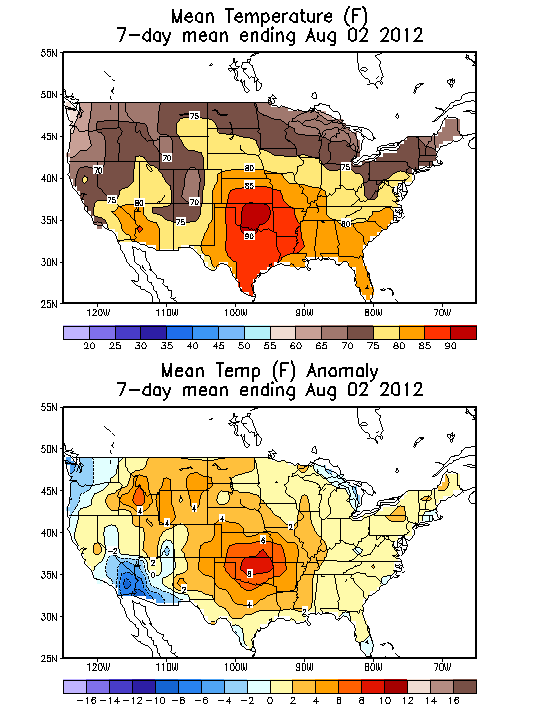 Mean Temperature (F)
7-day mean ending Aug 02 2012
55N
50N
45N
40N
35N
30N
25N
75
70
75
70
80
85
75
80
70
75
80
90
120W 110W 100W 90W 80W 70W
20 25 30 35 40 45 50 55 60 65 70 75 80 85 90
Mean Temp (F) Anomaly
7-day mean ending Aug 02 2012
55N
50N
45N
40N
35N
30N
25N
4
4
4
4
2
-2
6
2
8
2
4
2
120W 110W 100W 90W 80W 70W
-16 -14 -12 -10 -8 -6 -4 -2 0 2 4 6 8 10 12 14 16